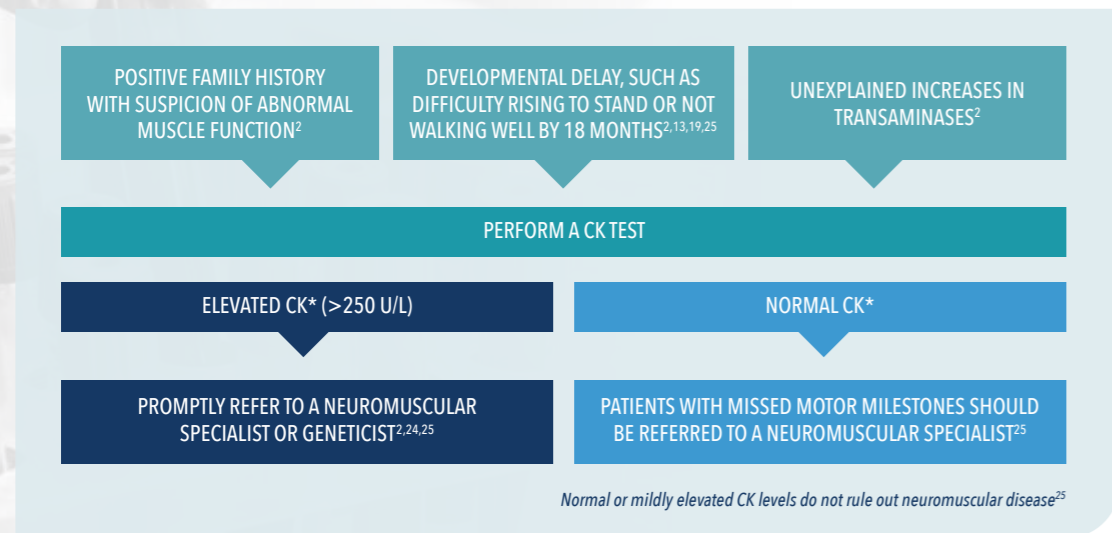 POSITIVE FAMILY HISTORY
WITH SUSPICION OF ABNORMAL
MUSCLE FUNCTION2
DEVELOPMENTAL DELAY, SUCH AS
DIFFICULTY RISING TO STAND OR NOT
WALKING WELL BY 18 MONTHS2,13,19,25
UNEXPLAINED INCREASES IN
TRANSAMINASES2
PERFORM A CK TEST
ELEVATED CK* (>250 U/L)
NORMAL CK*
PROMPTLY REFER TO A NEUROMUSCULAR
SPECIALIST OR GENETICIST2,24,25
PATIENTS WITH MISSED MOTOR MILESTONES SHOULD
BE REFERRED TO A NEUROMUSCULAR SPECIALIST25
Normal or mildly elevated CK levels do not rule out neuromuscular disease25